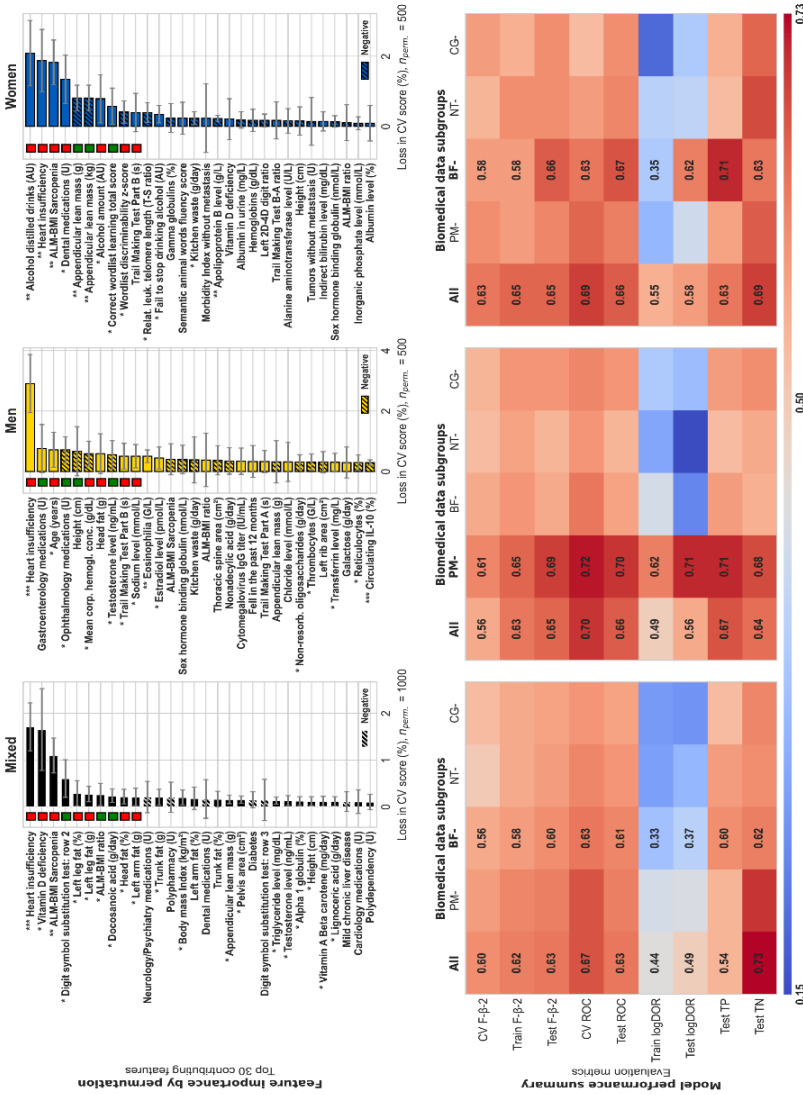 Feature importance by permutation
Top 30 contributing features
Mixed
*** Heart insufficiency
* Vitamin D deficiency
** ALM-BMI Sarcopenia
* Digit symbol substitution test: row 2
* Left leg fat (%)
* Left leg fat (g)
* ALM-BMI ratio
* Docosanoic acid (g/day)
* Head fat (%)
* Left arm fat (g)
Neurology/Psychiatry medications (U)
* Trunk fat (g)
Polypharmacy (U)
* Body mass index (kg/m²)
Left arm fat (%)
Dental medications (U)
Trunk fat (%)
* Appendicular lean mass (g)
* Pelvis area (cm²)
Diabetes
Digit symbol substitution test: row 3
* Triglyceride level (mg/dL)
* Testosterone level (ng/mL)
* Alpha 1 globulin (%)
* Height (cm)
* Vitamin A Beta carotene (mg/day)
* Lignoceric acid (g/day)
Mild chronic liver disease
Cardiology medications (U)
Polydependency (U)
Negative
0
2
Loss in CV score (%), nperm. = 1000
Men
*** Heart insufficiency
Gastroenterology medications (U)
* Age (years)
* Ophthalmology medications (U)
Height (cm)
* Mean corp. hemogl. conc. (g/dL)
Head fat (g)
* Testosterone level (ng/mL)
* Trail Making Test Part B (s)
* Sodium level (mmol/L)
** Eosinophilia (G/L)
* Estradiol level (pmol/L)
ALM-BMI Sarcopenia
Sex hormone binding globulin (nmol/L)
Kitchen waste (g/day)
ALM-BMI ratio
Thoracic spine area (cm²)
Nonadecylic acid (g/day)
Cytomegalovirus IgG titer (IU/mL)
Fell in the past 12 months
Trail Making Test Part A (s)
Appendicular lean mass (g)
Chloride level (mmol/L)
* Non-resorb. oligosaccharides (g/day)
* Thrombocytes (G/L)
Left rib area (cm²)
* Transferrin level (mg/L)
Galactose (g/day)
* Reticulocytes (%)
*** Circulating IL-10 (%)
Negative
0
2
4
Loss in CV score (%), nperm. = 500
Women
** Alcohol distilled drinks (AU)
** Heart insufficiency
** ALM-BMI Sarcopenia
* Dental medications (U)
** Appendicular lean mass (g)
** Appendicular lean mass (kg)
* Alcohol amount (AU)
* Correct wordlist learning total score
* Wordlist discriminability z-score
Trail Making Test Part B (s)
* Relat. leuk. telomere length (T-S ratio)
* Fail to stop drinking alcohol (AU)
Gamma globulins (%)
Semantic animal words fluency score
* Kitchen waste (g/day)
Morbidity Index without metastasis
** Apolipoprotein B level (g/L)
Vitamin D deficiency
Albumin in urine (mg/L)
Hemoglobins (g/dL)
Left 2D-4D digit ratio
Trail Making Test B-A ratio
Alanine aminotransferase level (U/L)
Height (cm)
Tumors without metastasis (U)
Indirect bilirubin level (mg/dL)
Sex hormone binding globulin (nmol/L)
ALM-BMI ratio
Inorganic phosphate level (mmol/L)
Albumin level (%)
Negative
0
2
Loss in CV score (%), nperm. = 500
Model performance summary
Evaluation metrics
Biomedical data subgroups
All PM- BF- NT- CG-
Biomedical data subgroups
All PM- BF- NT- CG-
Biomedical data subgroups
All PM- BF- NT- CG-
CV F-β-2 0.60 0.56 0.56 0.61 0.63 0.58
Train F-β-2 0.62 0.58 0.63 0.65 0.65 0.58
Test F-β-2 0.63 0.60 0.65 0.69 0.65 0.66
CV ROC 0.67 0.63 0.70 0.72 0.69 0.63
Test ROC 0.63 0.61 0.66 0.70 0.66 0.67
Train logDOR 0.44 0.33 0.49 0.62 0.55 0.35
Test logDOR 0.49 0.37 0.56 0.71 0.58 0.62
Test TP 0.54 0.60 0.67 0.71 0.63 0.71
Test TN 0.73 0.62 0.64 0.68 0.69 0.63
0.15
0.50
0.73